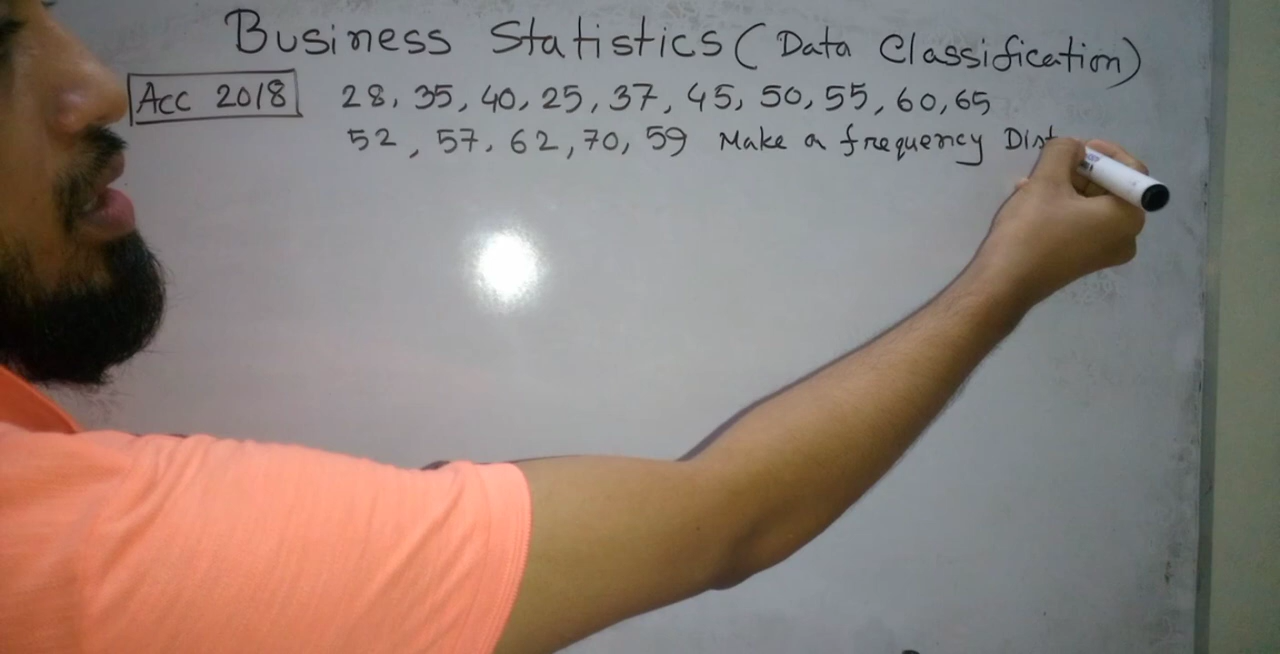 Business Statistics (Data Classification)
Acc 2018 28, 35, 40, 25, 37, 45, 50, 55, 60, 65
52, 57, 62, 70, 59 Make a frequency Dist